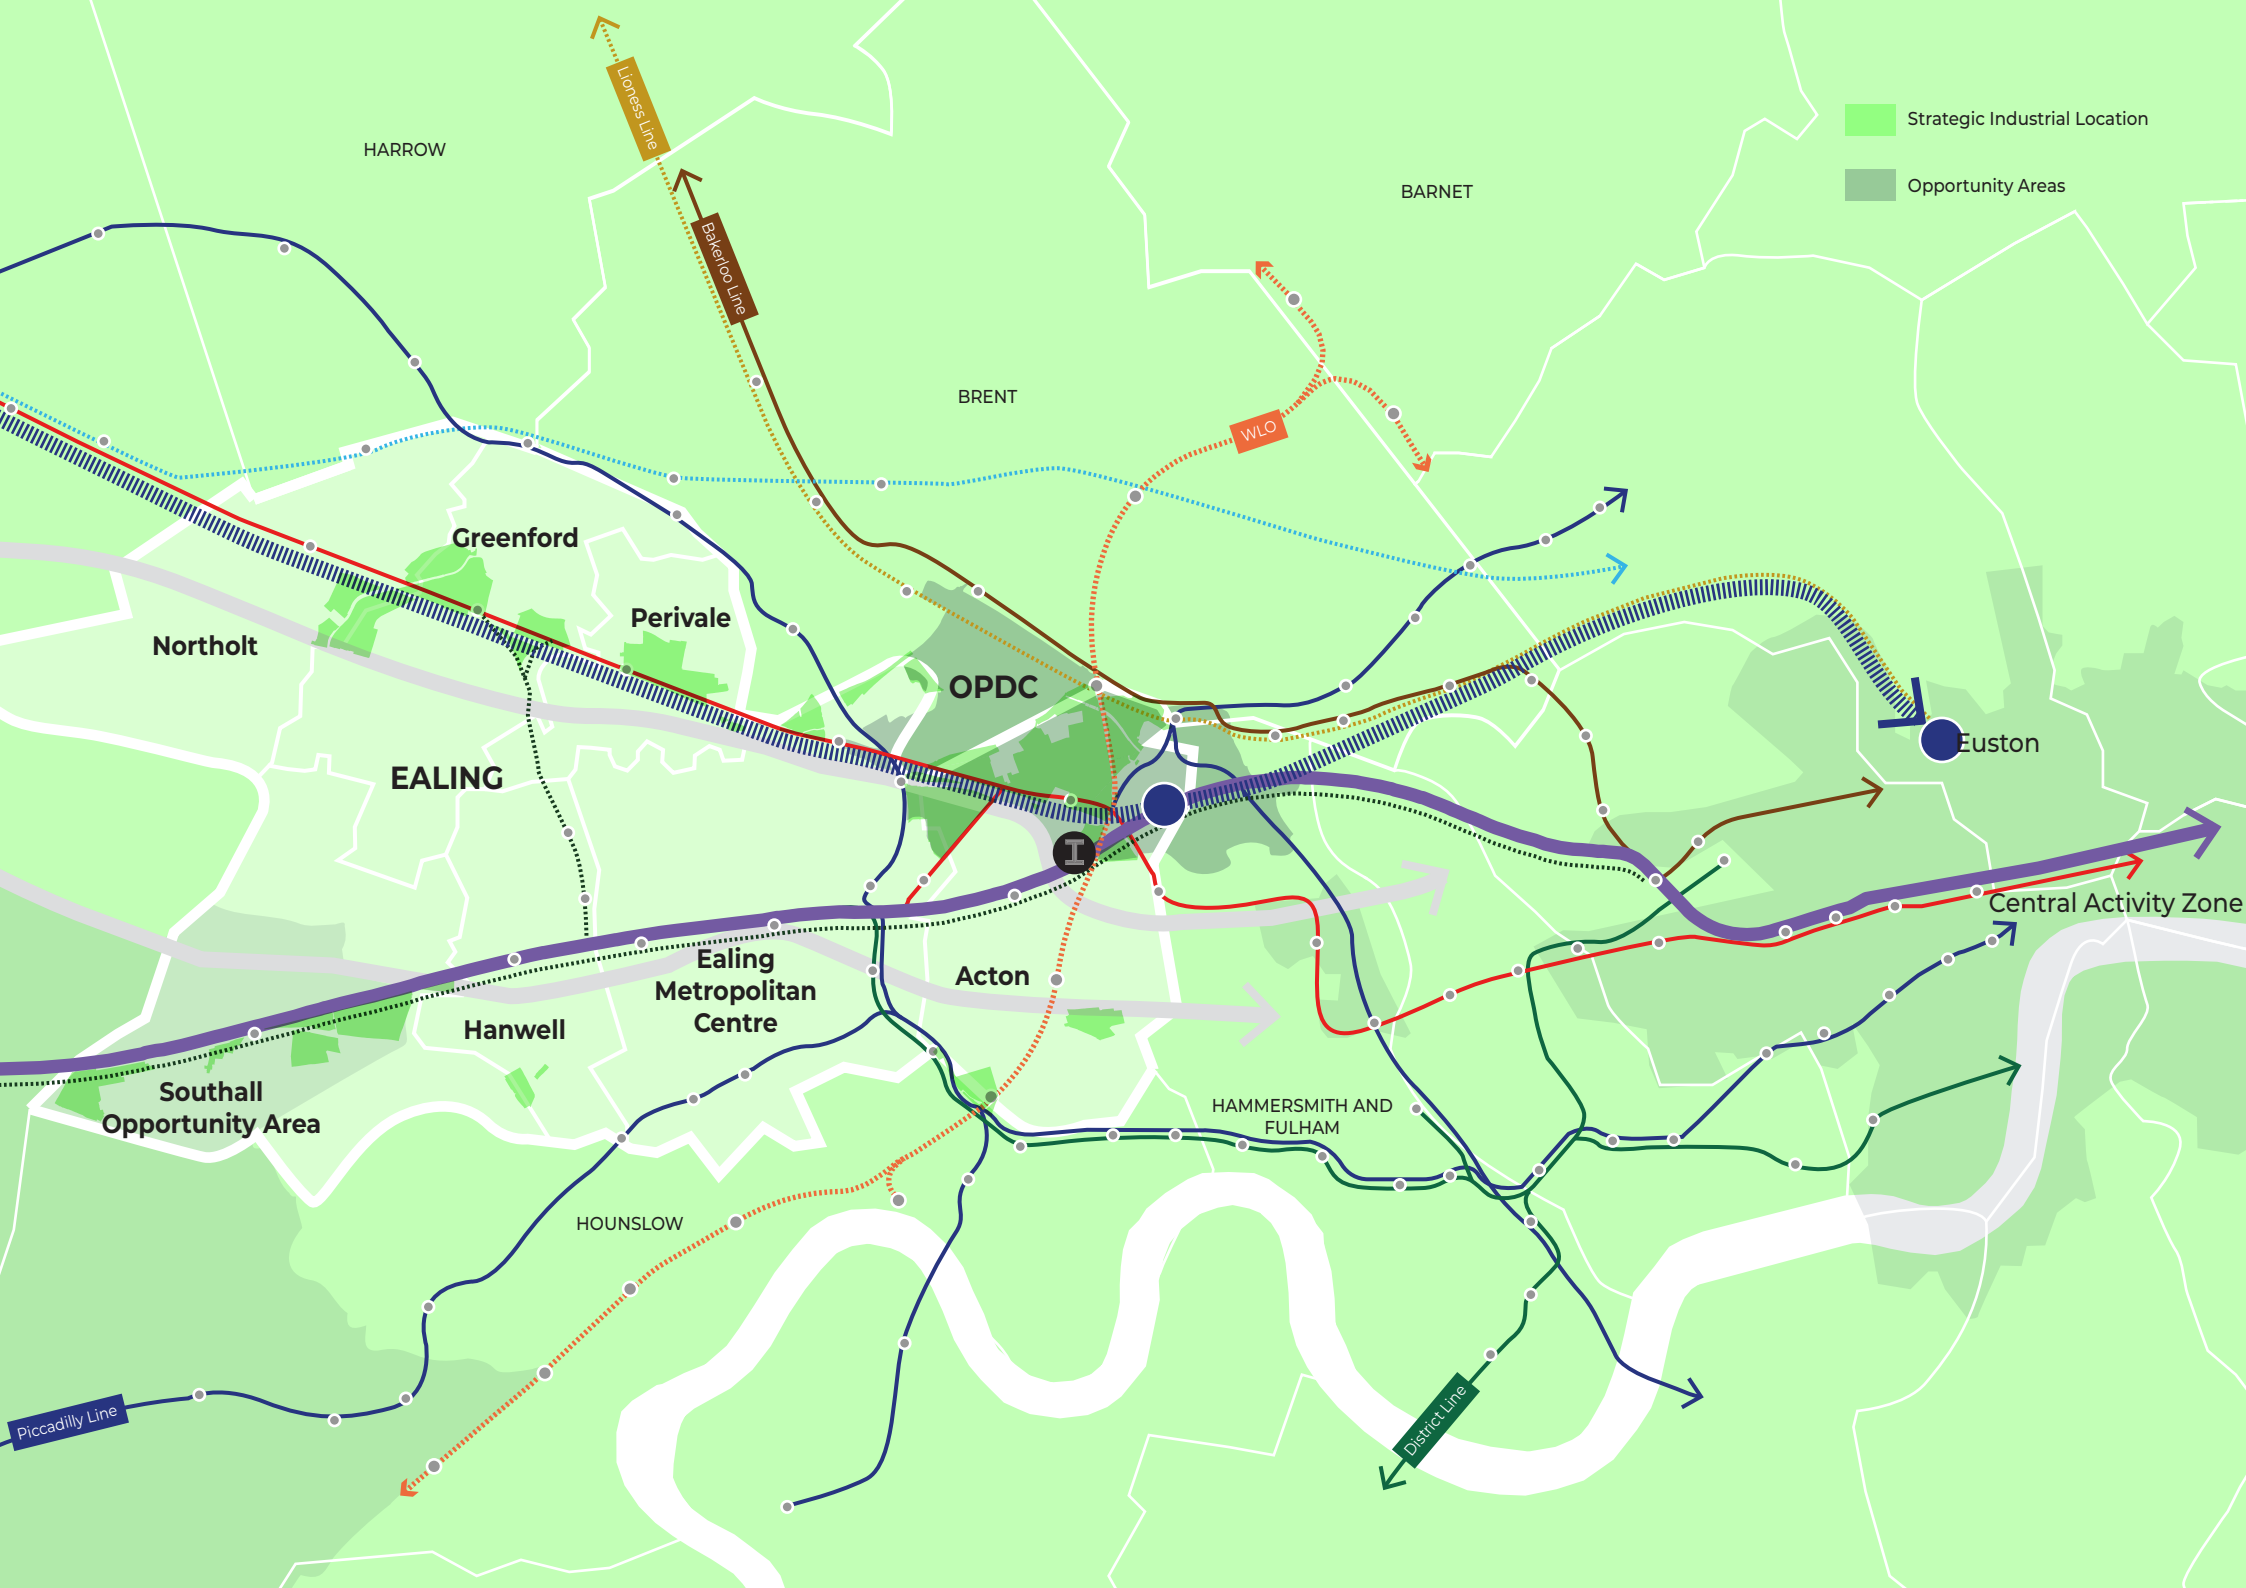 Lioness Line
HARROW
Strategic Industrial Location
Opportunity Areas
BARNET
Bakerloo Line
BRENT
WLO
Greenford
Perivale
Northolt
OPDC
EALING
Euston
I
Central Activity Zone
Ealing
Metropolitan
Centre
Acton
Hanwell
Southall
Opportunity Area
HAMMERSMITH AND
FULHAM
HOUNSLOW
Piccadilly Line
District Line